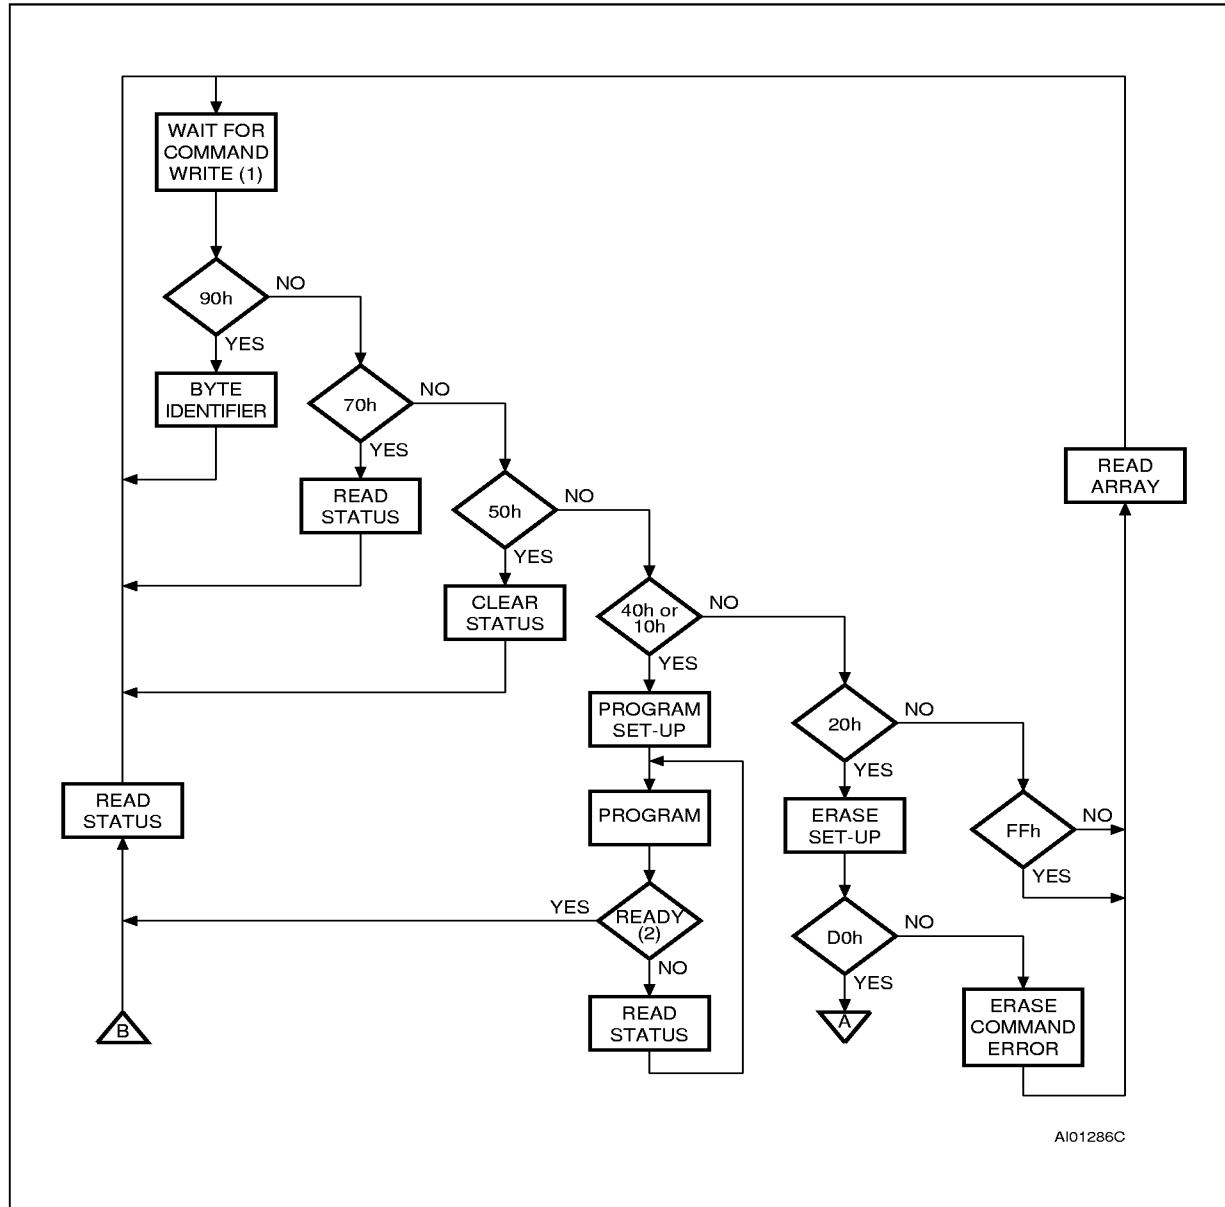 WAIT FOR
COMMAND
WRITE (1)
90h
NO
YES
BYTE
IDENTIFIER
70h
NO
YES
READ
STATUS
50h
NO
YES
CLEAR
STATUS
READ
ARRAY
40h or
10h
NO
YES
PROGRAM
SET-UP
20h
NO
YES
READ
STATUS
PROGRAM
ERASE
SET-UP
FFh
NO
YES
YES
READY
(2)
NO
D0h
NO
YES
B
READ
STATUS
A
ERASE
COMMAND
ERROR
AI01286C